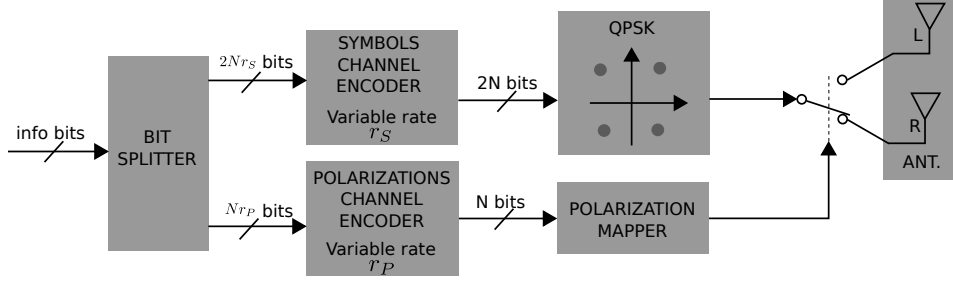 info bits
BIT
SPLITTER
2Nr_S bits
SYMBOLS
CHANNEL
ENCODER
Variable rate
r_S
2N bits
QPSK
L
R
ANT.
Nr_P bits
POLARIZATIONS
CHANNEL
ENCODER
Variable rate
r_P
N bits
POLARIZATION
MAPPER